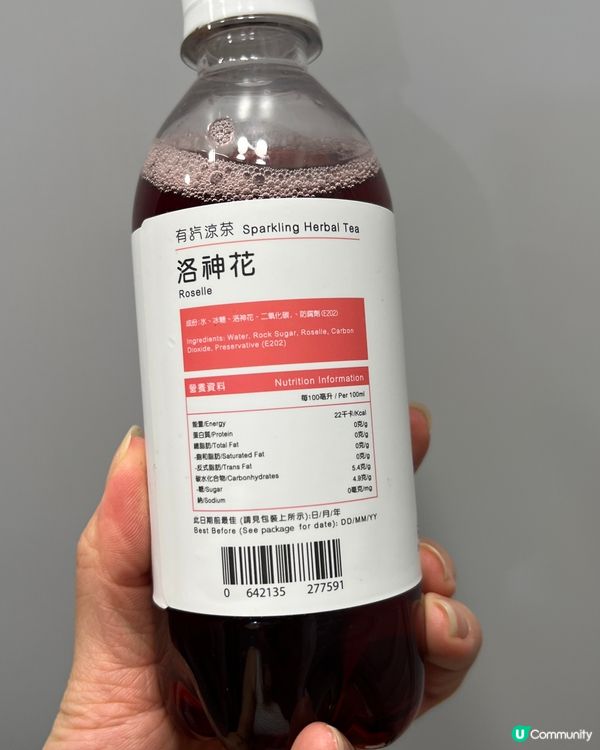 有汽涼茶 Sparkling Herbal Tea
洛神花
Roselle
成份:水、冰糖、洛神花、二氧化碳、、防腐劑(E202)
Ingredients: Water, Rock Sugar, Roselle, Carbon
Dioxide, Preservative (E202)
營養資料 Nutrition Information
每100毫升 / Per 100ml
能量/Energy 22千卡/Kcal
蛋白質/Protein 0克/g
總脂肪/Total Fat 0克/g
-飽和脂肪/Saturated Fat 0克/g
-反式脂肪/Trans Fat 0克/g
碳水化合物/Carbonhydrates 5.4克/g
-糖/Sugar 4.9克/g
鈉/Sodium 0毫克/mg
此日期前最佳 (請見包裝上所示):日/月/年
Best Before (See package for date): DD/MM/YY
0 642135 277591
U Community